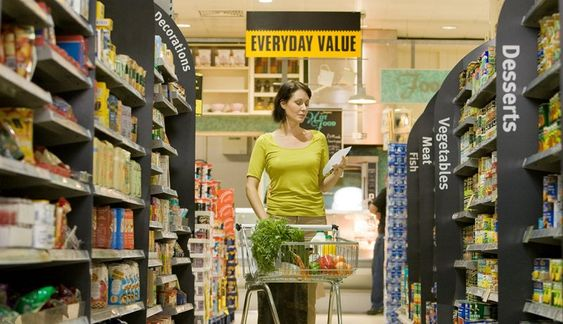 EVERYDAY VALUE
Decorations
Desserts
Vegetables
Meat
Fish